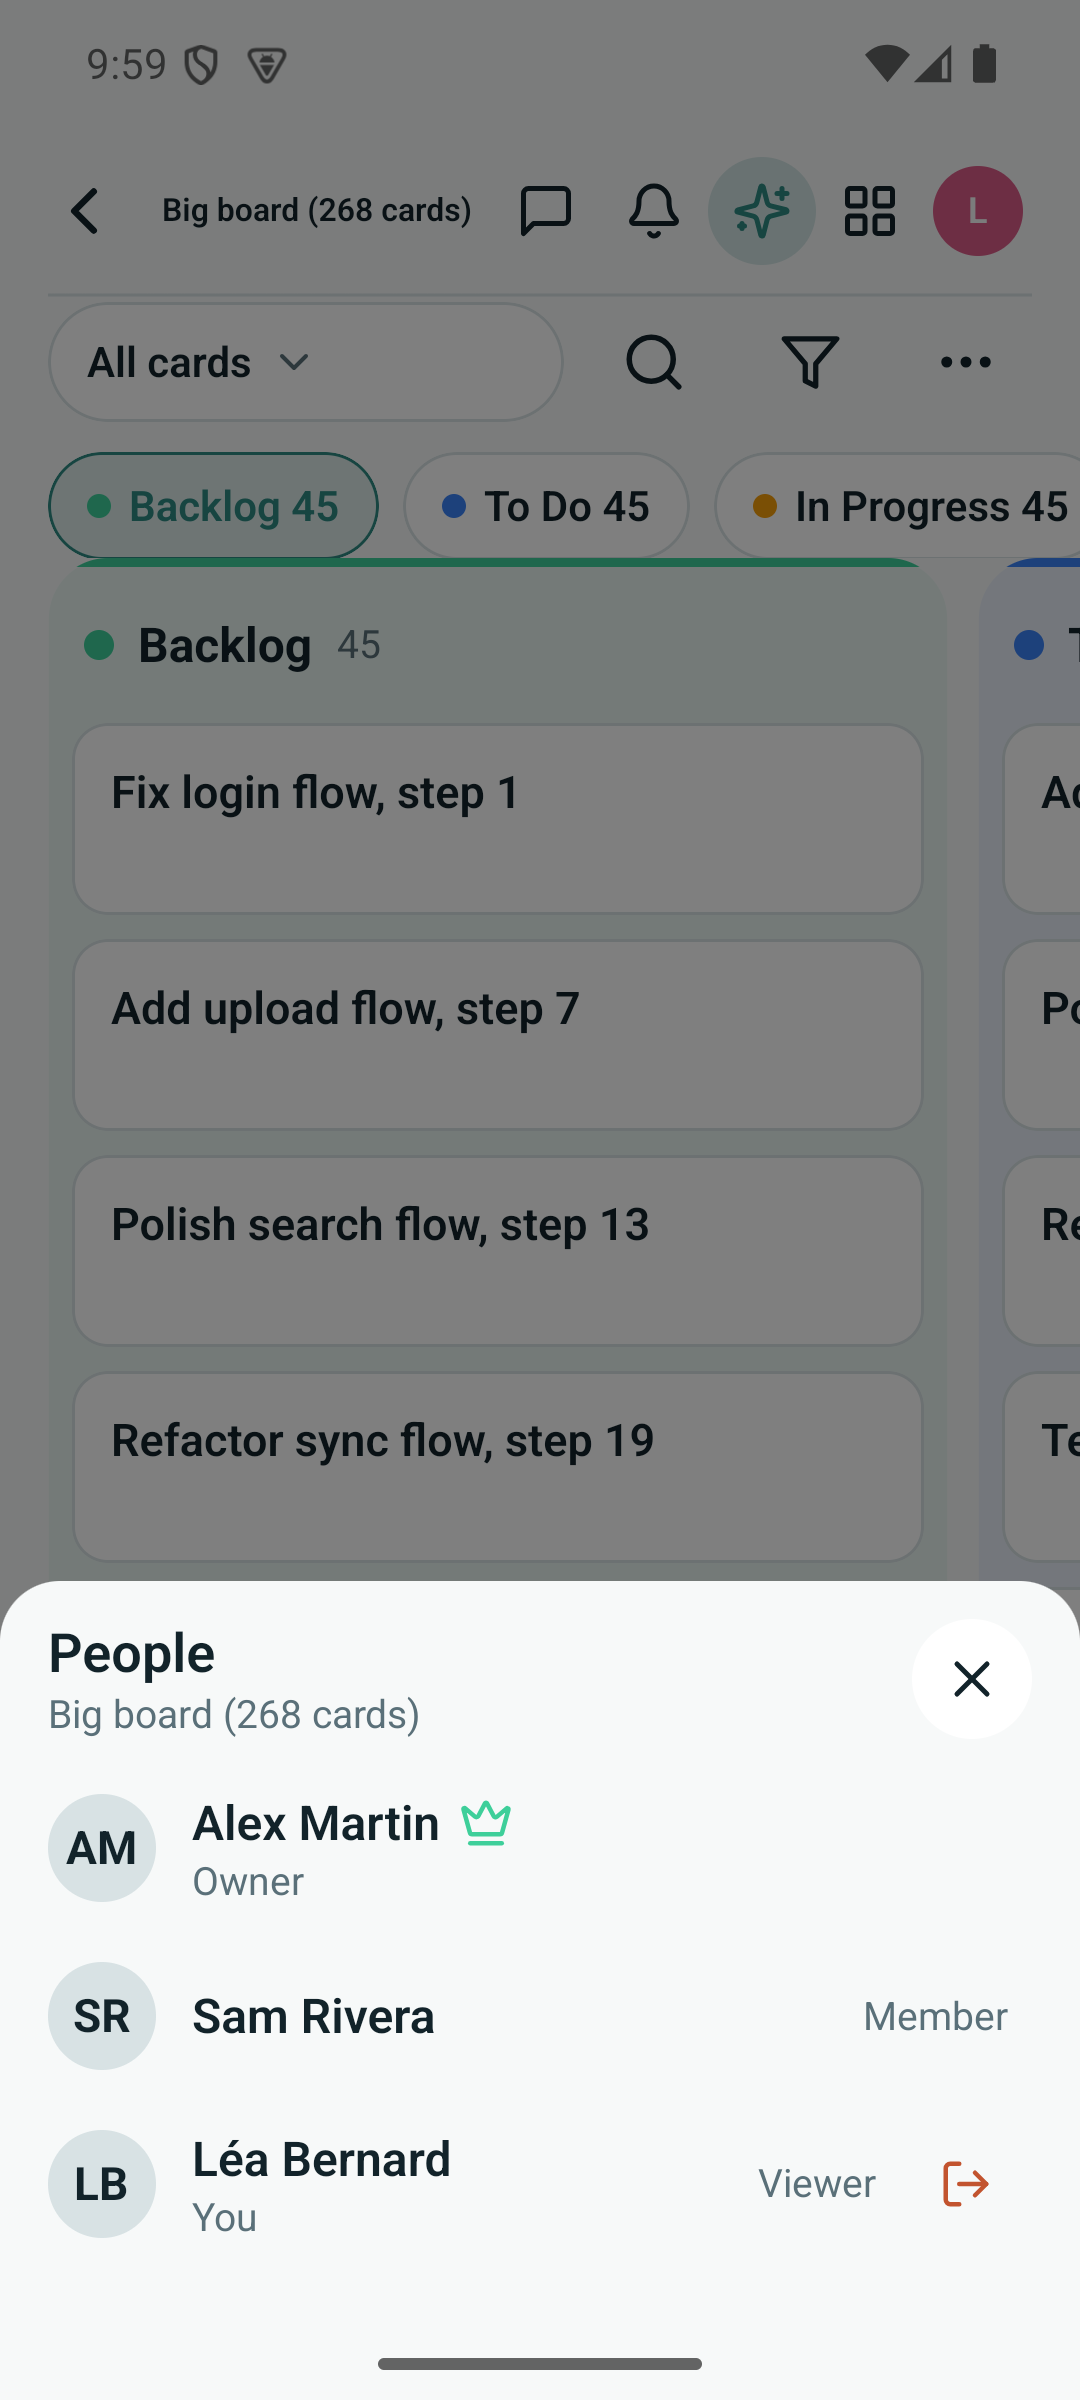 9:59
Big board (268 cards)
L
All cards
Backlog 45
To Do 45
In Progress 45
Backlog 45
Fix login flow, step 1
Add upload flow, step 7
Polish search flow, step 13
Refactor sync flow, step 19
People
Big board (268 cards)
AM
Alex Martin
Owner
SR
Sam Rivera
Member
LB
Léa Bernard
You
Viewer